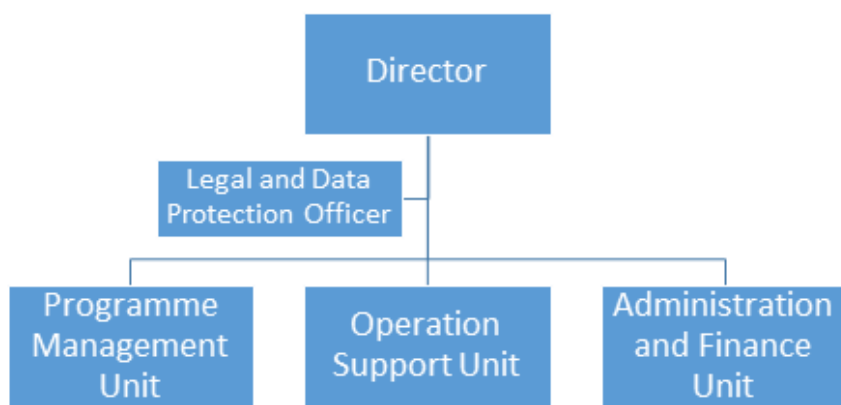 Director
Legal and Data
Protection Officer
Programme
Management
Unit
Operation
Support Unit
Administration
and Finance
Unit